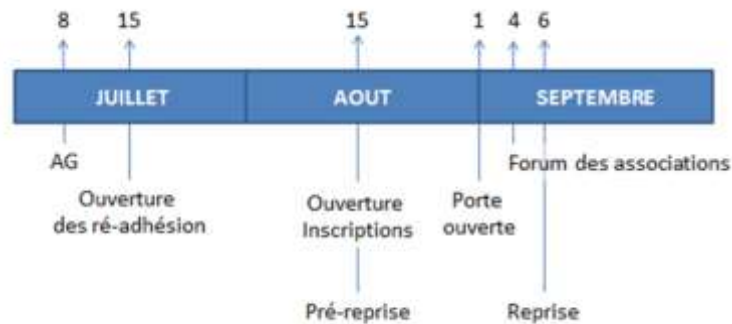 8 15 15 1 4 6
JUILLET AOUT SEPTEMBRE
AG
Forum des associations
Ouverture
des ré-adhésion
Ouverture
Inscriptions
Porte
ouverte
Pré-reprise
Reprise